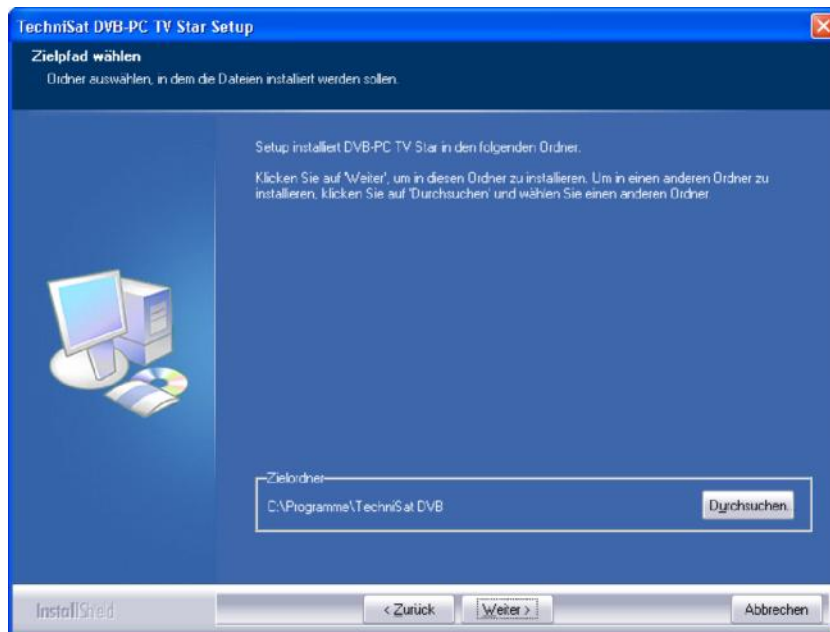 TechniSat DVB-PC TV Star Setup
Zielpfad wählen
Ordner auswählen, in dem die Dateien installiert werden sollen.
Setup installiert DVB-PC TV Star in den folgenden Ordner.
Klicken Sie auf 'Weiter', um in diesen Ordner zu installieren. Um in einen anderen Ordner zu
installieren, klicken Sie auf 'Durchsuchen' und wählen Sie einen anderen Ordner.
Zielordner
C:\Programme\TechniSat DVB
Durchsuchen...
InstallShield
< Zurück
Weiter >
Abbrechen